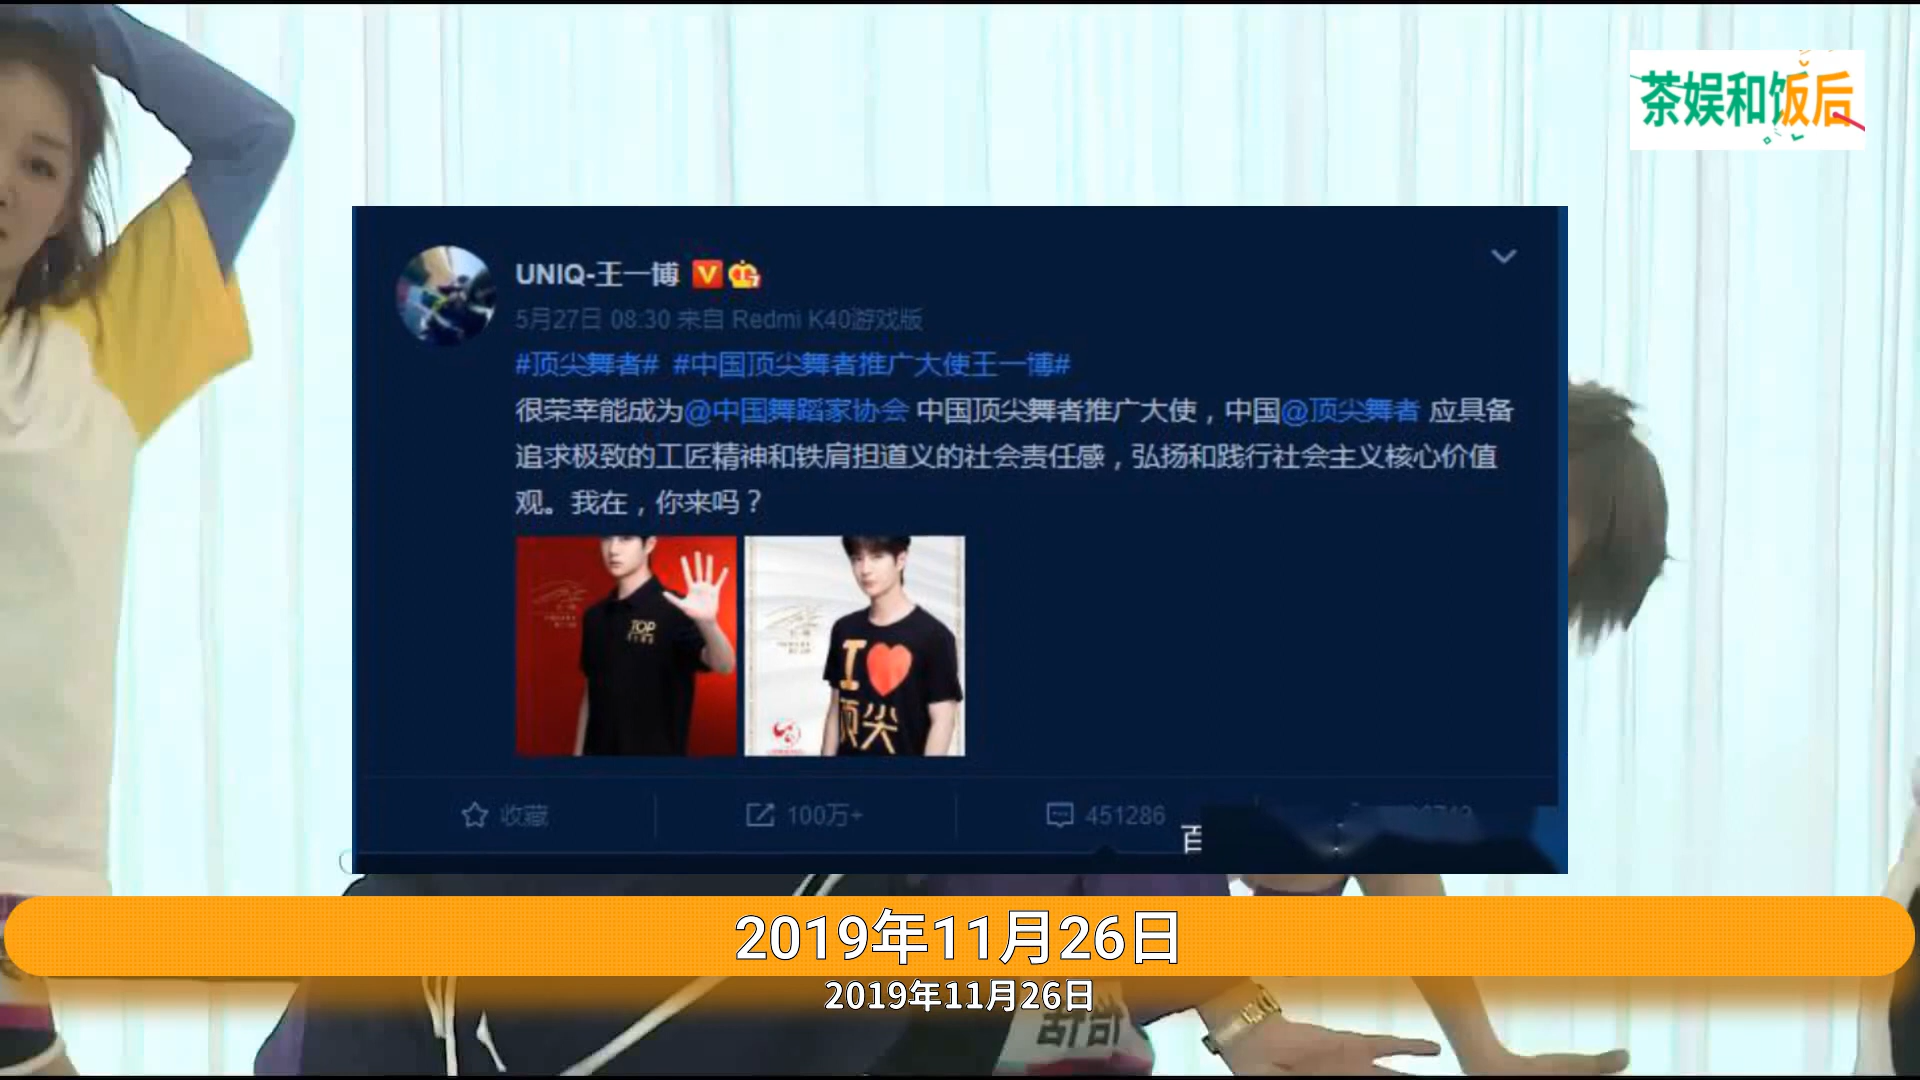 茶娱和饭后
UNIQ-王一博
5月27日 08:30 来自 Redmi K40游戏版
#顶尖舞者# #中国顶尖舞者推广大使王一博#
很荣幸能成为@中国舞蹈家协会 中国顶尖舞者推广大使，中国@顶尖舞者 应具备
追求极致的工匠精神和铁肩担道义的社会责任感，弘扬和践行社会主义核心价值
观。我在，你来吗？
TOP
I
顶尖
收藏
100万+
451286
百
2019年11月26日
2019年11月26日